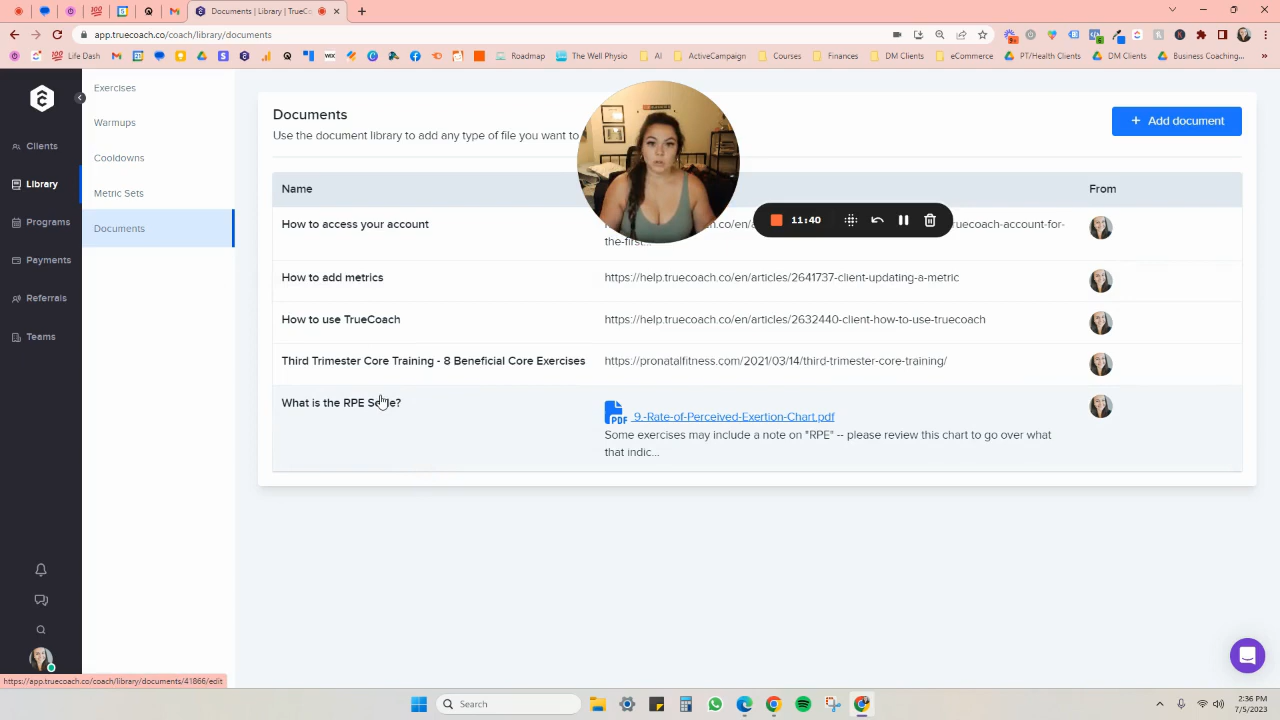 Documents | Library | TrueCo
app.truecoach.co/coach/library/documents
Life Dash
Roadmap
The Well Physio
AI
ActiveCampaign
Courses
Finances
DM Clients
PT/Health Clients
eCommerce
DM Clients
Business Coaching...
Clients
Library
Programs
Payments
Referrals
Teams
Exercises
Warmups
Cooldowns
Metric Sets
Documents
Documents
Use the document library to add any type of file you want to
+ Add document
Name
From
How to access your account
.co/en/a
ruecoach-account-for-
the-first...
11:40
How to add metrics
https://help.truecoach.co/en/articles/2641737-client-updating-a-metric
How to use TrueCoach
https://help.truecoach.co/en/articles/2632440-client-how-to-use-truecoach
Third Trimester Core Training - 8 Beneficial Core Exercises
https://pronatalfitness.com/2021/03/14/third-trimester-core-training/
What is the RPE Scale?
PDF
9.-Rate-of-Perceived-Exertion-Chart.pdf
Some exercises may include a note on "RPE" -- please review this chart to go over what
that indic...
https://app.truecoach.co/coach/library/documents/41866/edit
Search
7:36 PM
7/5/2023